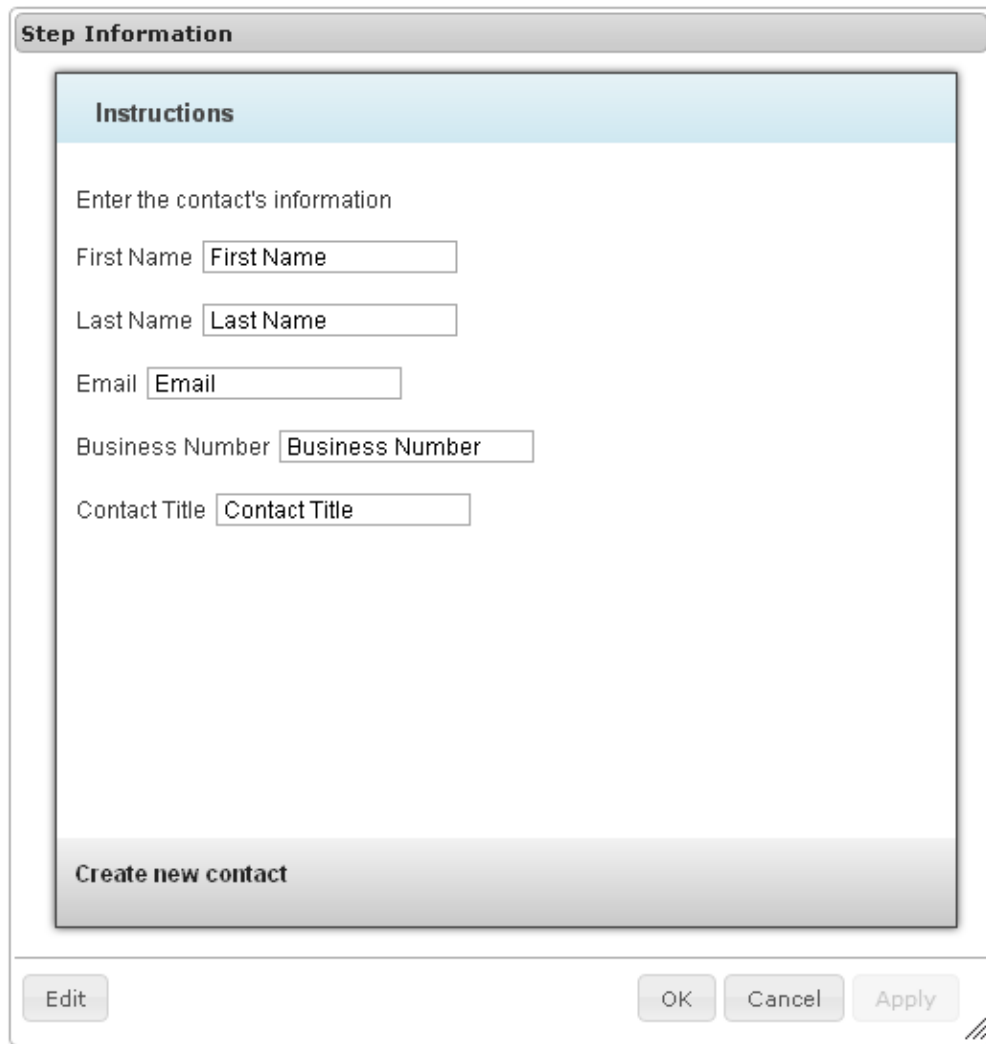 Step Information
Instructions
Enter the contact's information
First Name First Name
Last Name Last Name
Email Email
Business Number Business Number
Contact Title Contact Title
Create new contact
Edit OK Cancel Apply